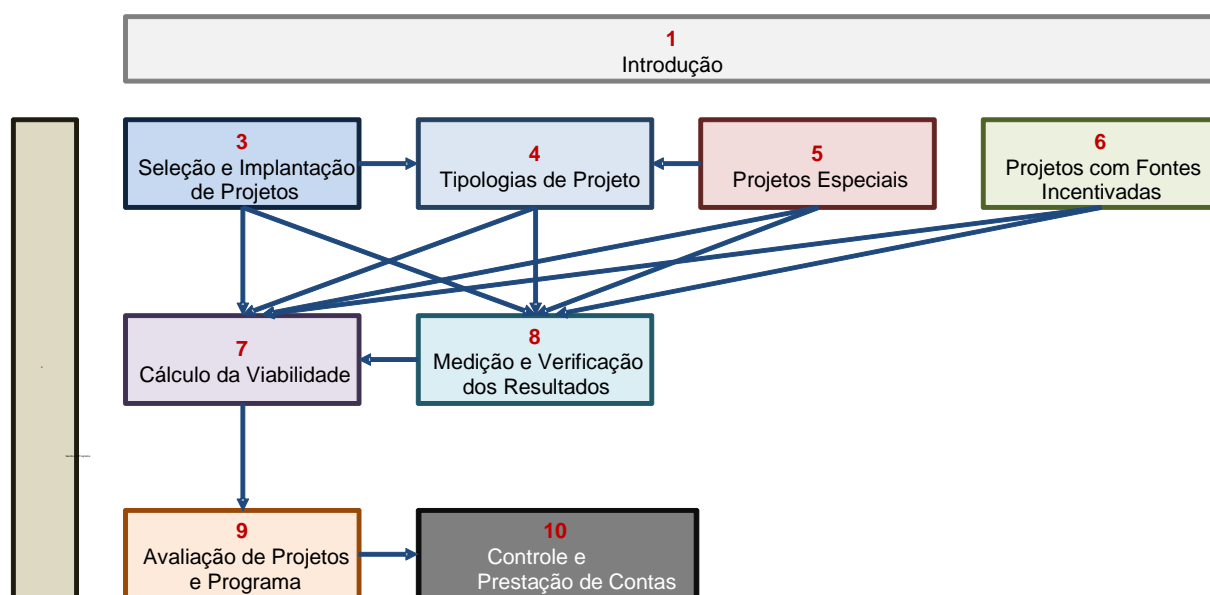 1
Introdução
3
Seleção e Implantação
de Projetos
4
Tipologias de Projeto
5
Projetos Especiais
6
Projetos com Fontes
Incentivadas
7
Cálculo da Viabilidade
8
Medição e Verificação
dos Resultados
9
Avaliação de Projetos
e Programa
10
Controle e
Prestação de Contas